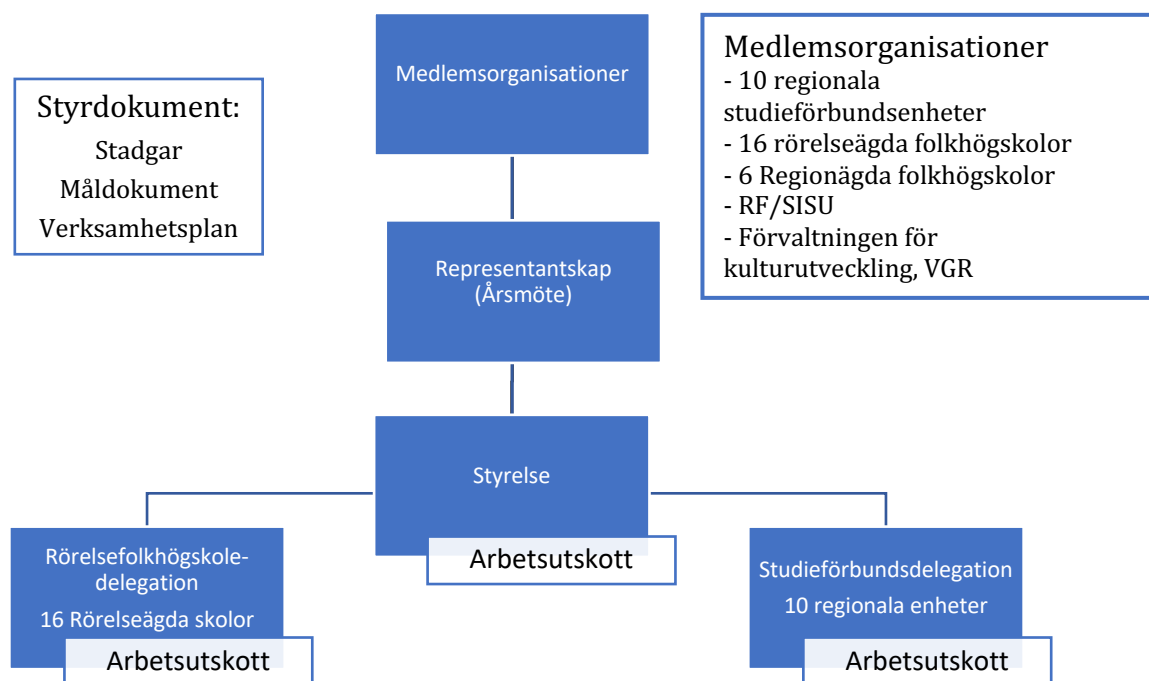 Medlemsorganisationer
Styrdokument:
Stadgar
Måldokument
Verksamhetsplan
Medlemsorganisationer
- 10 regionala
studieförbundsenheter
- 16 rörelseägda folkhögskolor
- 6 Regionägda folkhögskolor
- RF/SISU
- Förvaltningen för
kulturutveckling, VGR
Representantskap
(Årsmöte)
Styrelse
Arbetsutskott
Rörelsefolkhögskole-
delegation
16 Rörelseägda skolor
Arbetsutskott
Studieförbundsdelegation
10 regionala enheter
Arbetsutskott